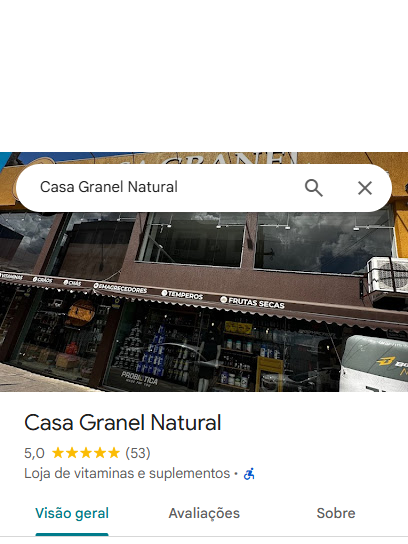 GRANEL
Casa Granel Natural
VITAMINAS GRÃOS CHÁS EMAGRECEDORES TEMPEROS FRUTAS SECAS
PROBIÓTICA
Casa Granel Natural
5,0 (53)
Loja de vitaminas e suplementos ·
Visão geral Avaliações Sobre